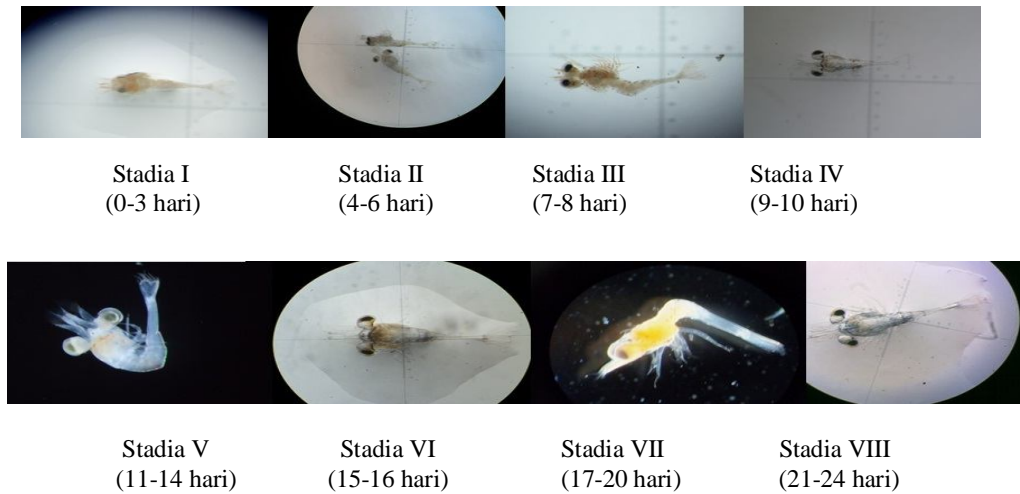 Stadia I Stadia II Stadia III Stadia IV
(0-3 hari) (4-6 hari) (7-8 hari) (9-10 hari)
Stadia V Stadia VI Stadia VII Stadia VIII
(11-14 hari) (15-16 hari) (17-20 hari) (21-24 hari)